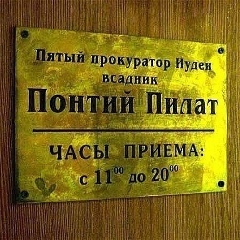 Пятый прокуратор Иудеи
всадник
Понтий Пилат
ЧАСЫ ПРИЕМА:
с 11⁰⁰ до 20⁰⁰